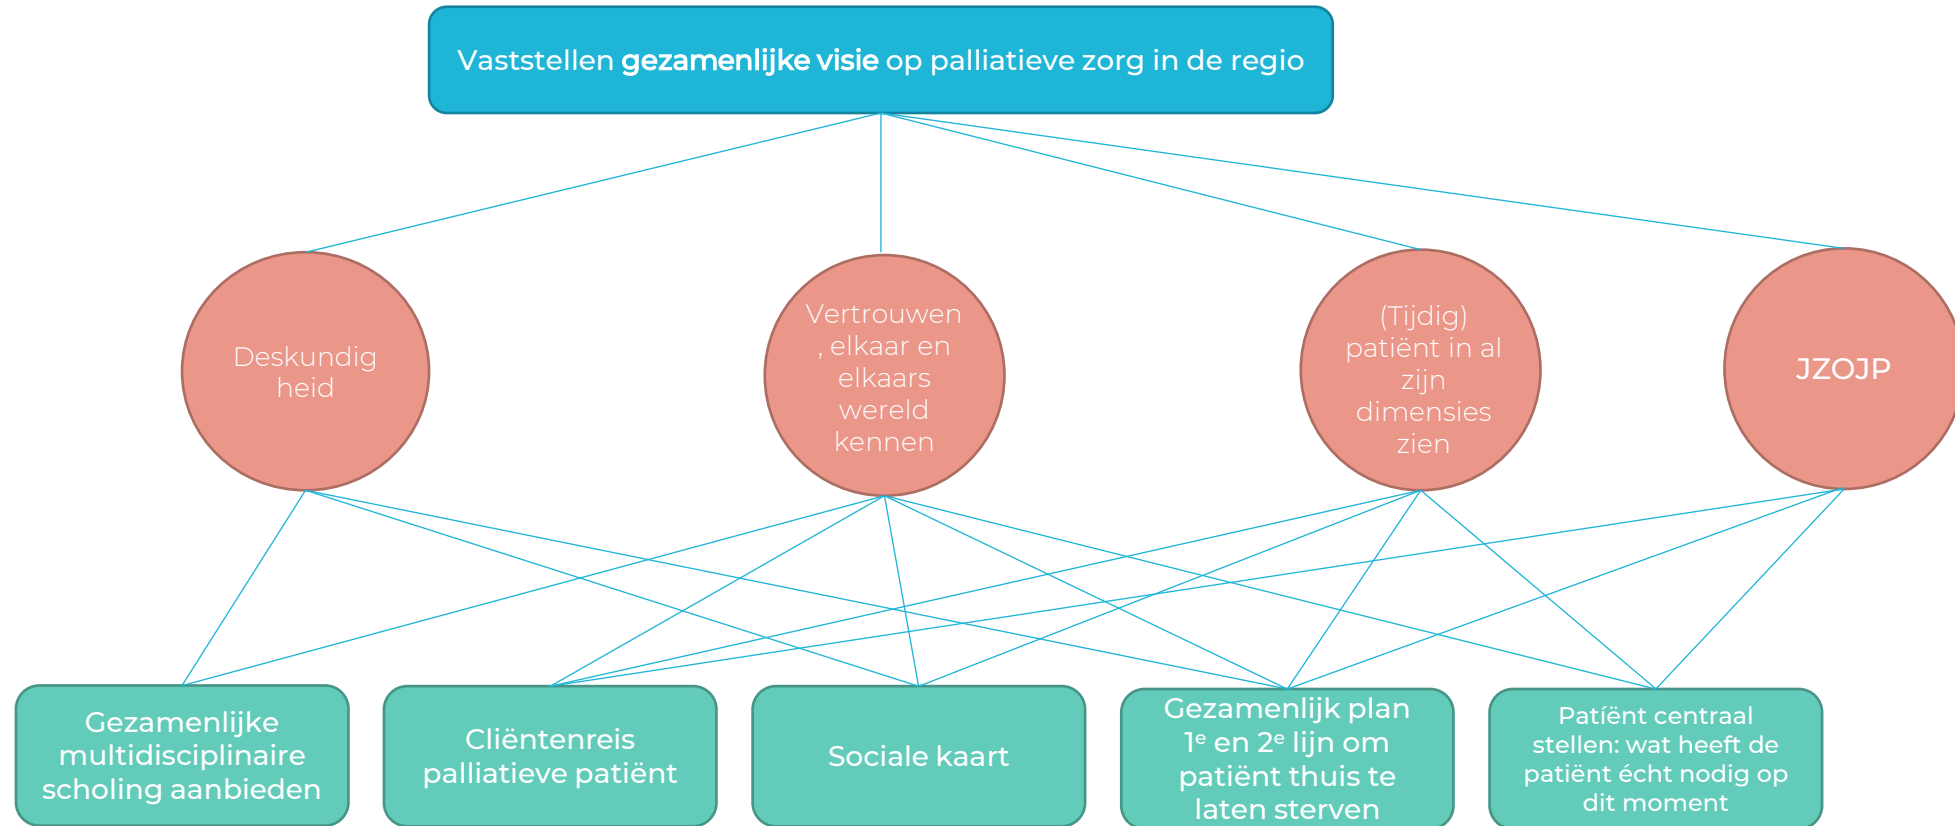 Vaststellen gezamenlijke visie op palliatieve zorg in de regio
Deskundig
heid
Vertrouwen
, elkaar en
elkaars
wereld
kennen
(Tijdig)
patiënt in al
zijn
dimensies
zien
JZOJP
Gezamenlijke
multidisciplinaire
scholing aanbieden
Cliëntenreis
palliatieve patiënt
Sociale kaart
Gezamenlijk plan
1ᵉ en 2ᵉ lijn om
patiënt thuis te
laten sterven
Patíënt centraal
stellen: wat heeft de
patiënt écht nodig op
dit moment